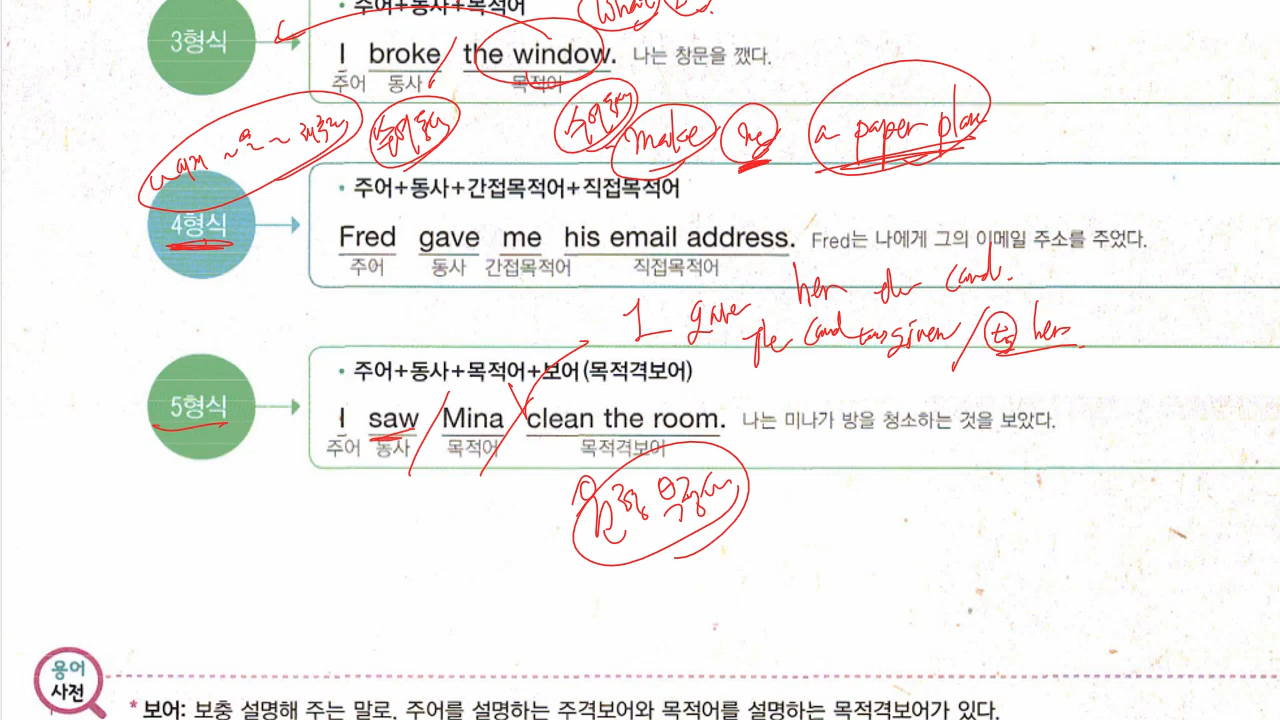 주어+동사+목적어
what
3형식
I broke the window. 나는 창문을 깼다.
주어 동사 목적어
수여동사 수여동사 make me a paper plane
주어+동사+간접목적어+직접목적어
4형식
Fred gave me his email address. Fred는 나에게 그의 이메일 주소를 주었다.
주어 동사 간접목적어 직접목적어
I gave her the card.
the card was given to her
주어+동사+목적어+보어(목적격보어)
5형식
I saw Mina clean the room. 나는 미나가 방을 청소하는 것을 보았다.
주어 동사 목적어 목적격보어
원형 부정사
용어
사전
* 보어: 보충 설명해 주는 말로, 주어를 설명하는 주격보어와 목적어를 설명하는 목적격보어가 있다.